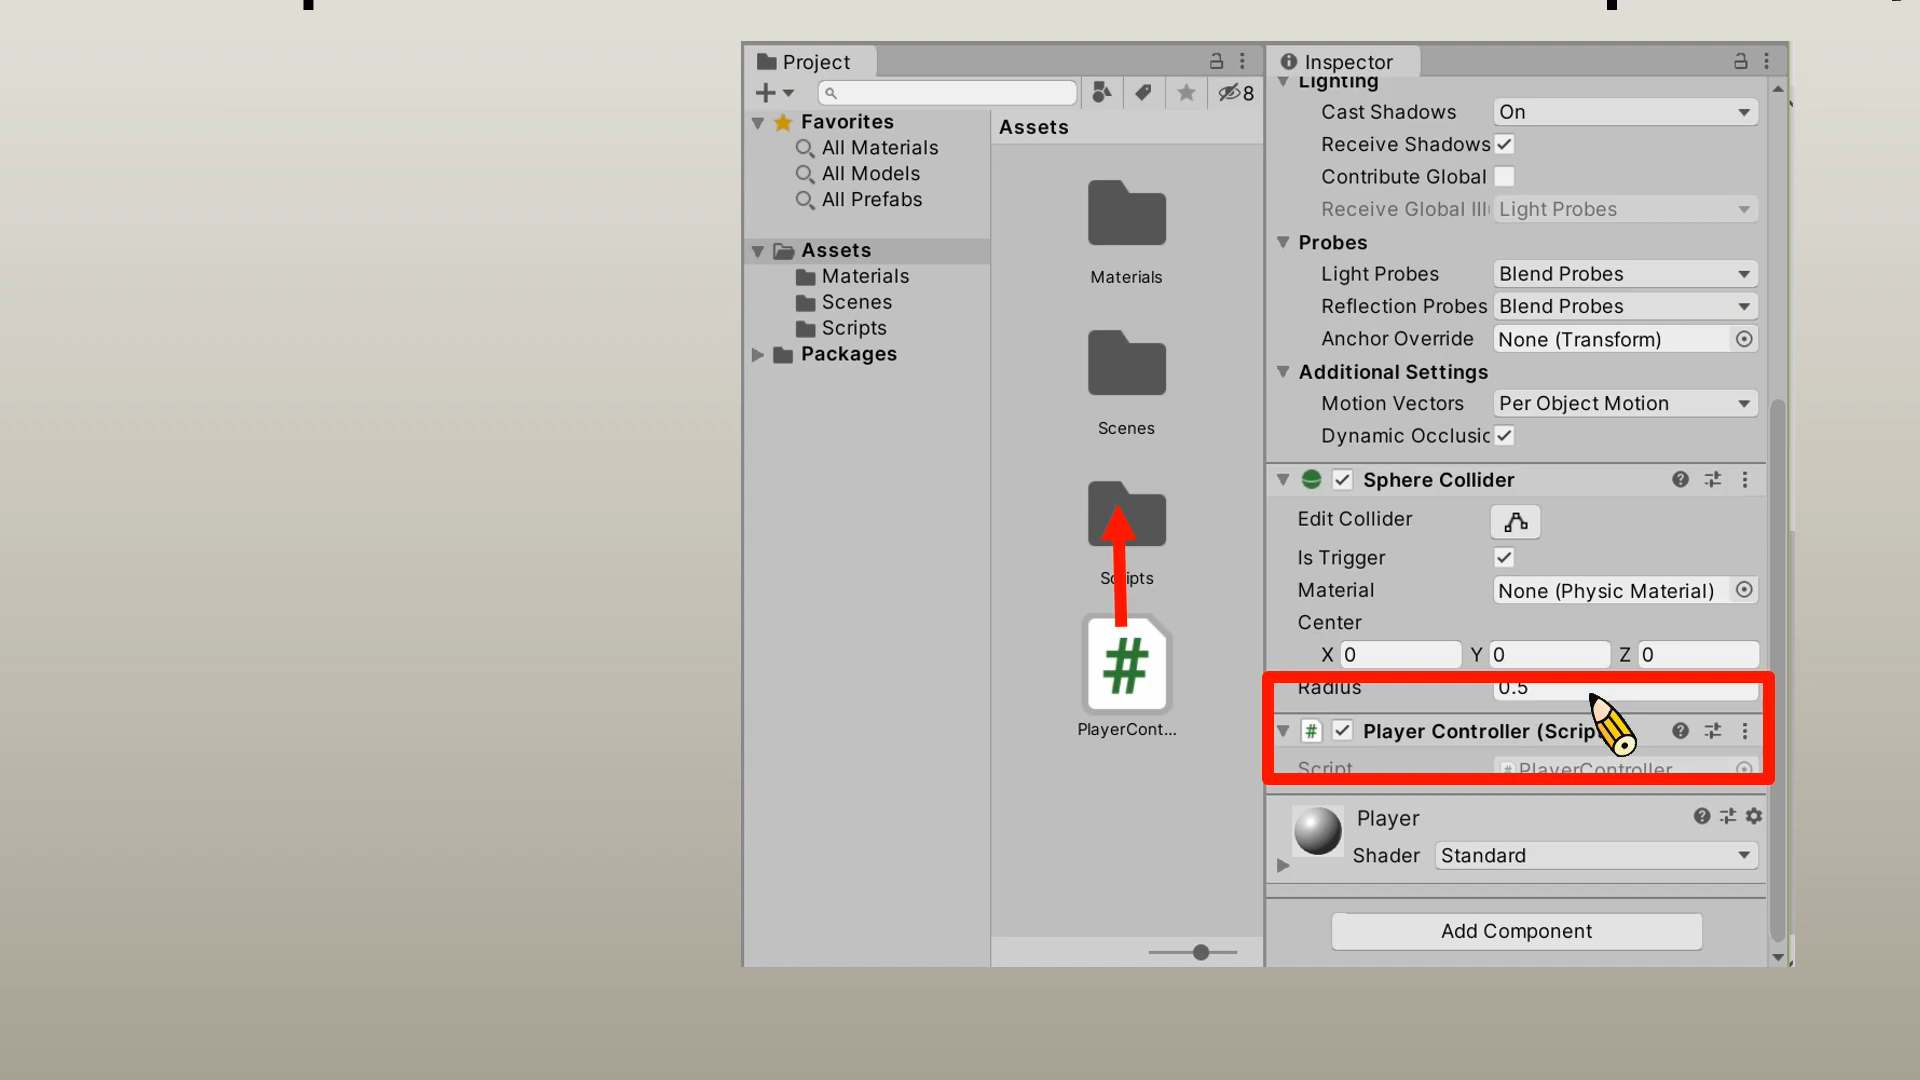 Project
8
Favorites
All Materials
All Models
All Prefabs
Assets
Materials
Scenes
Scripts
Packages
Assets
Materials
Scenes
Scripts
#
PlayerCont...
Inspector
Lighting
Cast Shadows On
Receive Shadows
Contribute Global
Receive Global Ill Light Probes
Probes
Light Probes Blend Probes
Reflection Probes Blend Probes
Anchor Override None (Transform)
Additional Settings
Motion Vectors Per Object Motion
Dynamic Occlusic
Sphere Collider
Edit Collider
Is Trigger
Material None (Physic Material)
Center
X 0 Y 0 Z 0
Radius 0.5
# Player Controller (Scrip
Script # PlayerController
Player
Shader Standard
Add Component